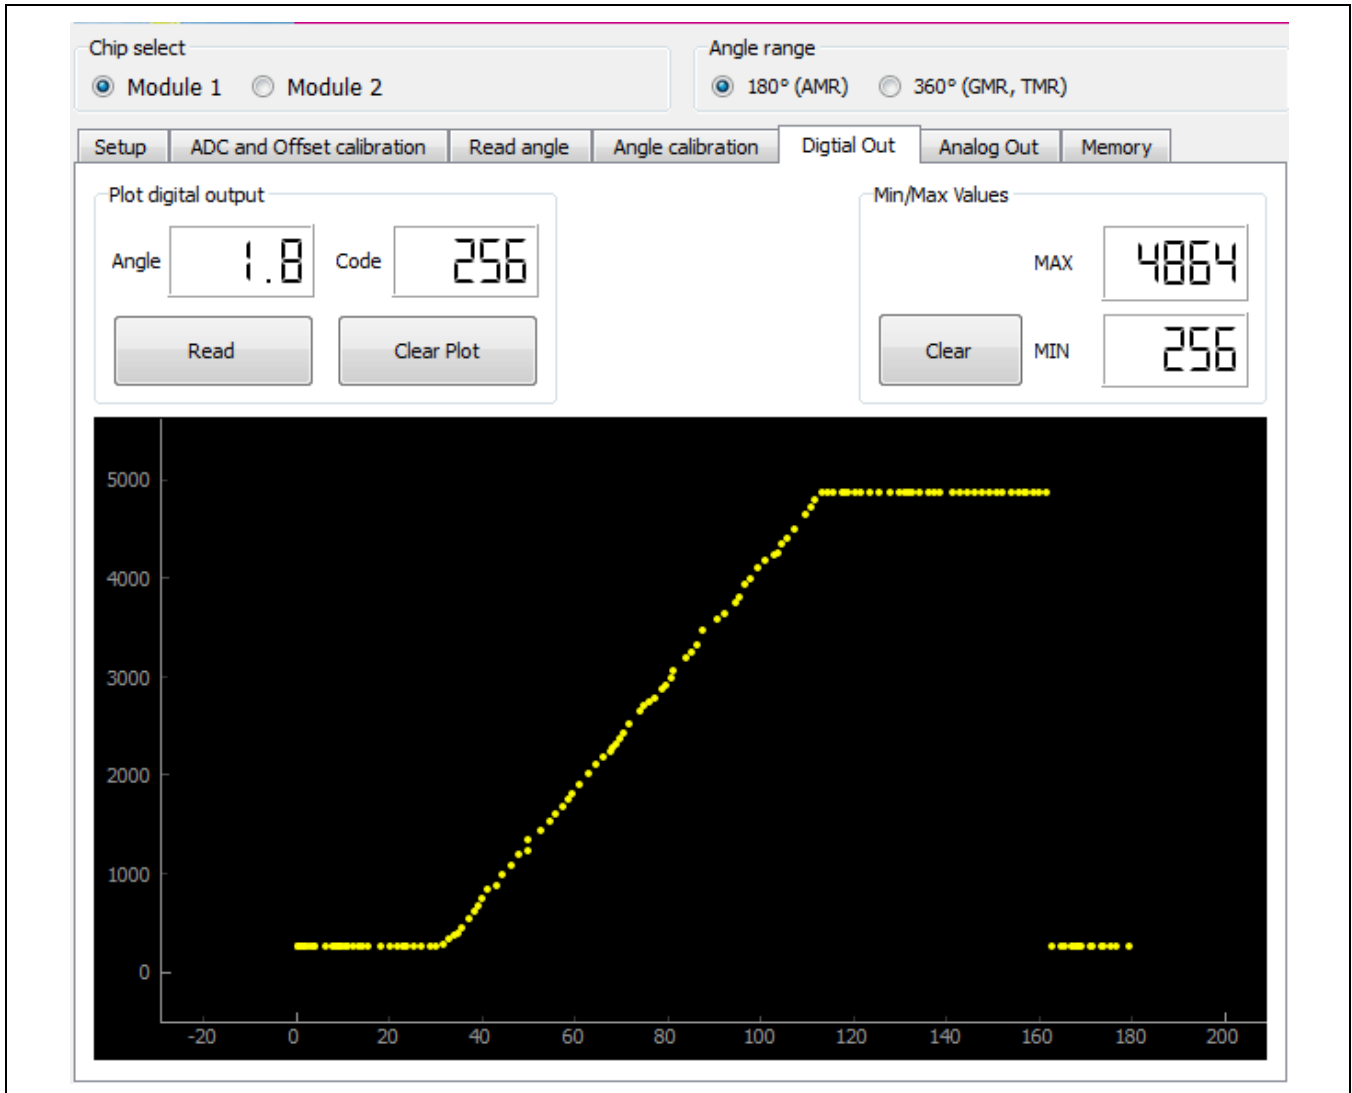 Chip select
Angle range
Module 1 Module 2
180° (AMR) 360° (GMR, TMR)
Setup ADC and Offset calibration Read angle Angle calibration Digtial Out Analog Out Memory
Plot digital output
Min/Max Values
Angle 1.8 Code 256
MAX 4864
Read Clear Plot
Clear MIN 256
5000
4000
3000
2000
1000
0
-20 0 20 40 60 80 100 120 140 160 180 200